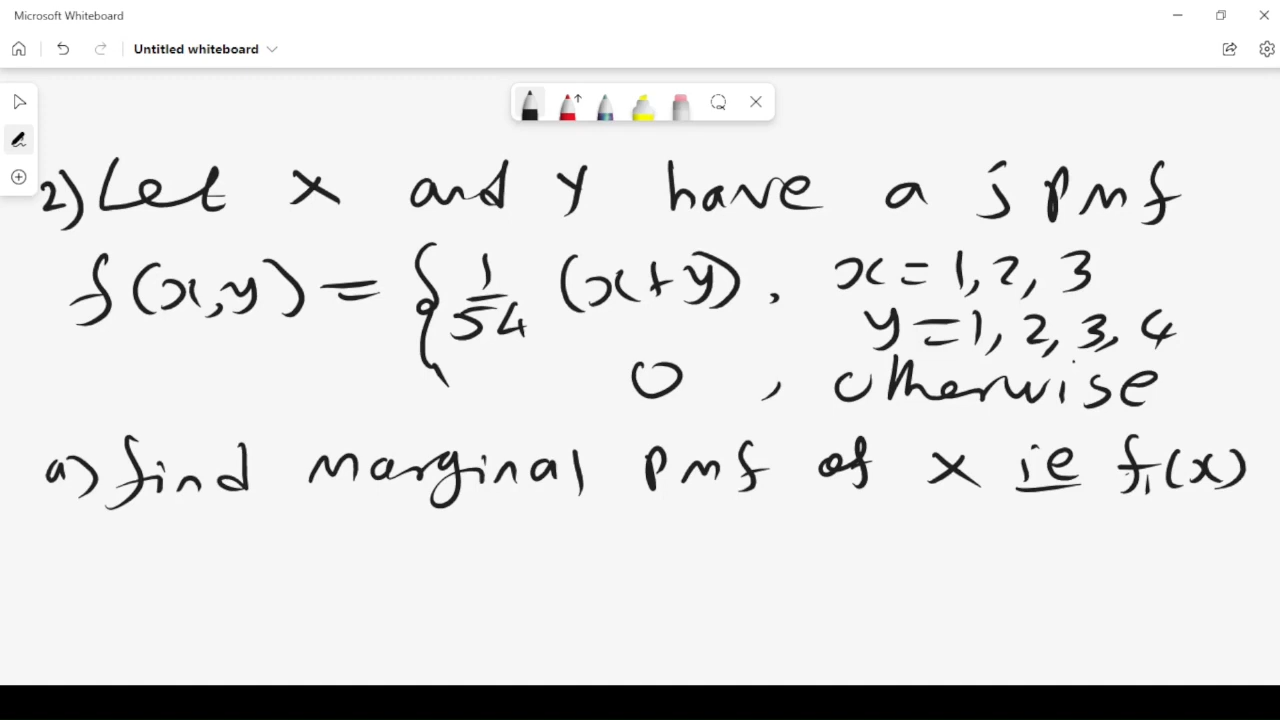 Microsoft Whiteboard
Untitled whiteboard
2) Let X and Y have a jpmf
f(x,y) = { 1/54 (x+y), x = 1, 2, 3
y = 1, 2, 3, 4
0 , otherwise
a) find marginal pmf of X ie f₁(x)